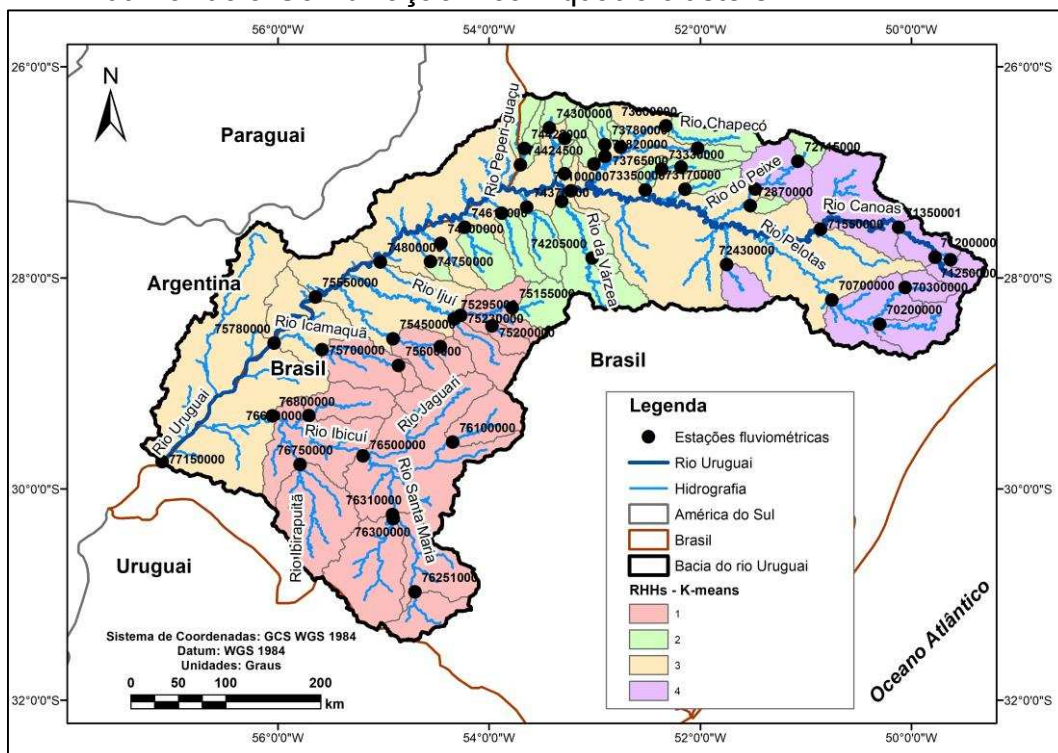 56°0'0"W
54°0'0"W
52°0'0"W
50°0'0"W
26°0'0"S
26°0'0"S
N
Paraguai
Rio Peperi-guaçu
74300000
Rio Chapecó
73780000
74424500
73765000
73330000
72715000
73350000
73170000
Rio do Peixe
72870000
Rio Canoas
71350001
Rio Pelotas
74205000
Rio da Várzea
74800000
74750000
72430000
71550000
71200000
71250000
28°0'0"S
28°0'0"S
Argentina
75550000
Rio Ijuí
75155000
75295000
75230000
75200000
70700000
70300000
70200000
75780000
Rio Icamaquã
75450000
75700000
75600000
Brasil
Brasil
Rio Jaguari
76800000
Rio Uruguai
Rio Ibicuí
76100000
76500000
77150000
76750000
Rio Santa Maria
30°0'0"S
30°0'0"S
76310000
76300000
Rio Ibirapuitã
76251000
Uruguai
Legenda
Estações fluviométricas
Rio Uruguai
Hidrografia
América do Sul
Brasil
Bacia do rio Uruguai
RHHs - K-means
1
2
3
4
Oceano Atlântico
Sistema de Coordenadas: GCS WGS 1984
Datum: WGS 1984
Unidades: Graus
0 50 100 200
km
32°0'0"S
32°0'0"S
56°0'0"W
54°0'0"W
52°0'0"W
50°0'0"W